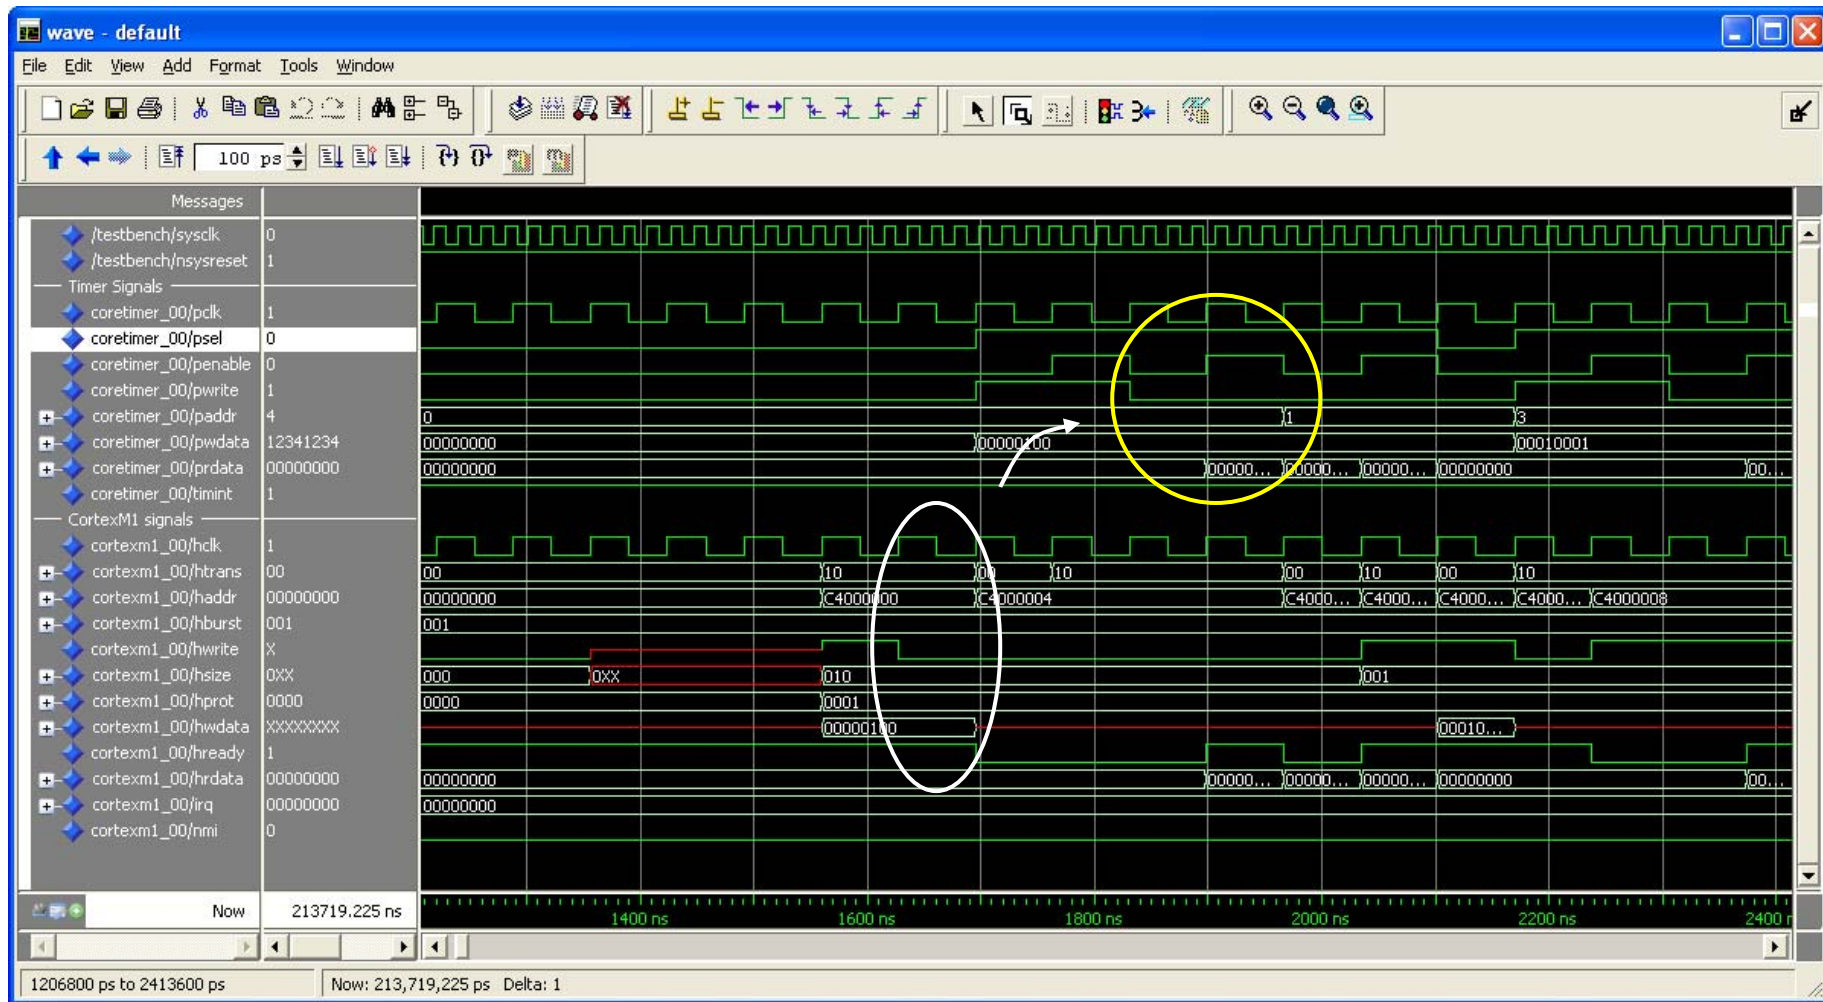 wave - default
File Edit View Add Format Tools Window
100 ps
Messages
/testbench/sysclk 0
/testbench/nsysreset 1
Timer Signals
coretimer_00/pclk 1
coretimer_00/psel 0
coretimer_00/penable 0
coretimer_00/pwrite 1
coretimer_00/paddr 4 0 1 3
coretimer_00/pwdata 12341234 00000000 00000100 00010001
coretimer_00/prdata 00000000 00000000 00000... 00000... 00000... 00000000 00...
coretimer_00/timint 1
CortexM1 signals
cortexm1_00/hclk 1
cortexm1_00/htrans 00 00 10 00 10 00 10 00 10
cortexm1_00/haddr 00000000 00000000 C4000000 C4000004 C4000... C4000... C4000... C4000... C4000008
cortexm1_00/hburst 001 001
cortexm1_00/hwrite X
cortexm1_00/hsize 0XX 000 0XX 010 001
cortexm1_00/hprot 0000 0000 0001
cortexm1_00/hwdata XXXXXXXX 00000100 00010...
cortexm1_00/hready 1
cortexm1_00/hrdata 00000000 00000000 00000... 00000... 00000... 00000000 00...
cortexm1_00/irq 00000000 00000000
cortexm1_00/nmi 0
Now 213719.225 ns 1400 ns 1600 ns 1800 ns 2000 ns 2200 ns 2400 n
1206800 ps to 2413600 ps Now: 213,719,225 ps Delta: 1